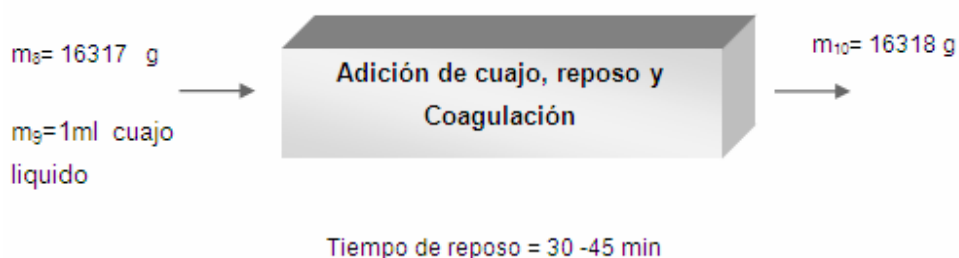 m₈= 16317 g
m₉=1ml cuajo
liquido
Adición de cuajo, reposo y
Coagulación
m₁₀= 16318 g
Tiempo de reposo = 30 -45 min